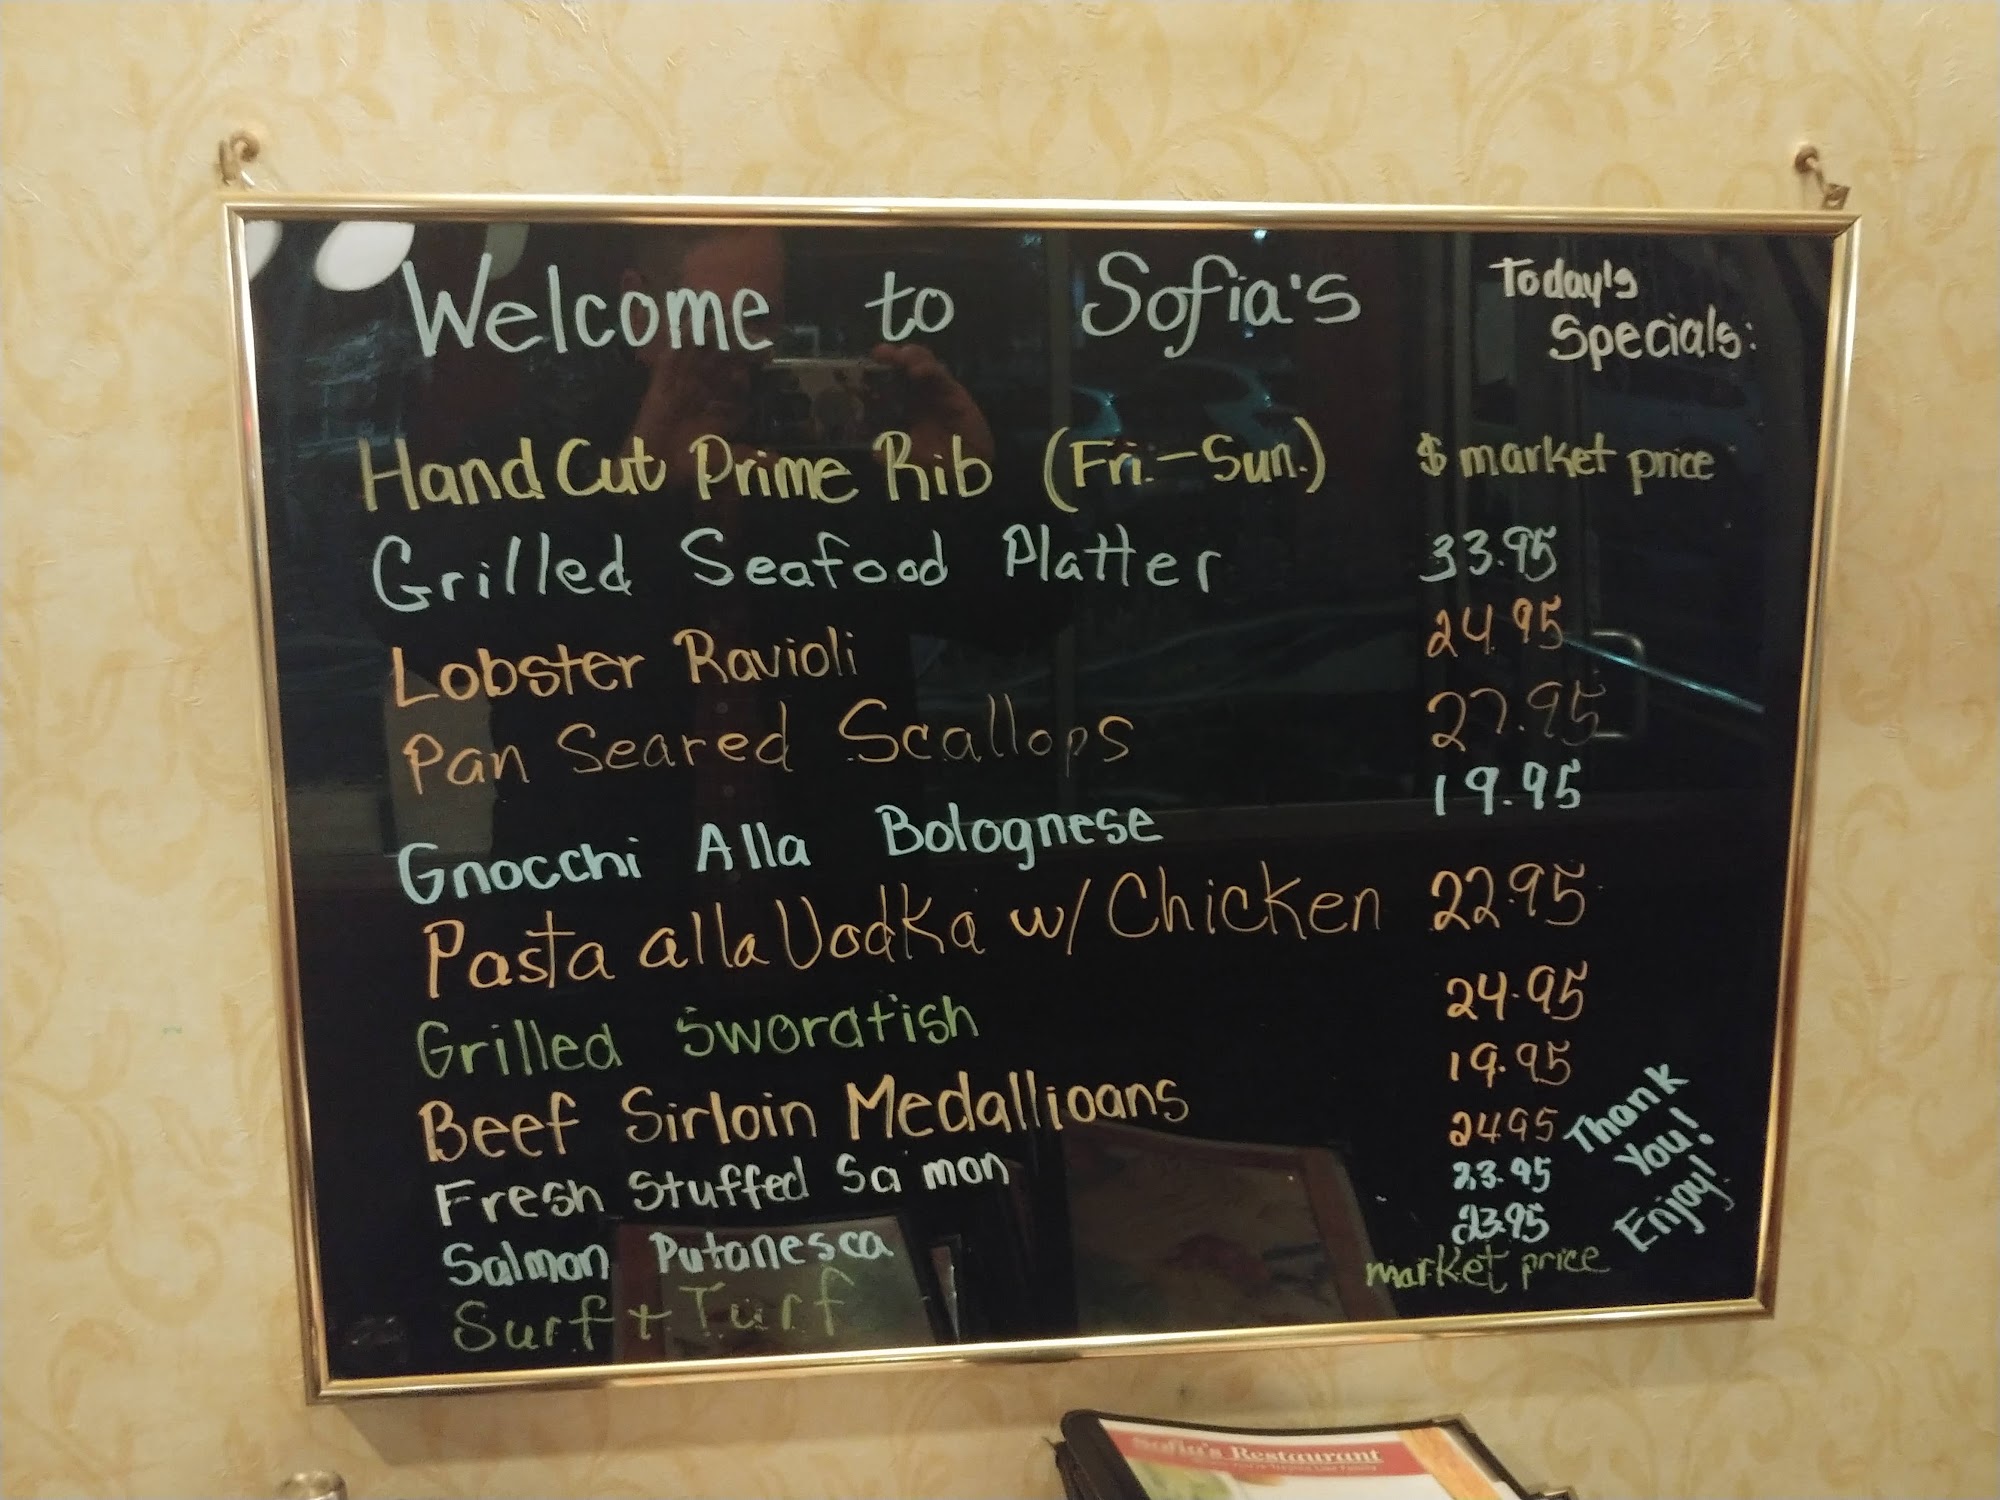 Welcome to Sofia's
Today's
Specials:
Hand Cut Prime Rib (Fri.-Sun.) $ market price
Grilled Seafood Platter 33.95
Lobster Ravioli 24.95
Pan Seared Scallops 27.95
Gnocchi Alla Bolognese 19.95
Pasta alla Vodka w/ Chicken 22.95
Grilled Swordfish 24.95
Beef Sirloin Medallioans 19.95
2495
Fresh Stuffed Sa mon 23.95
Salmon Putanesca 23.95
Surf + Turf market price
Thank
You!
Enjoy!
Sofia's Restaurant